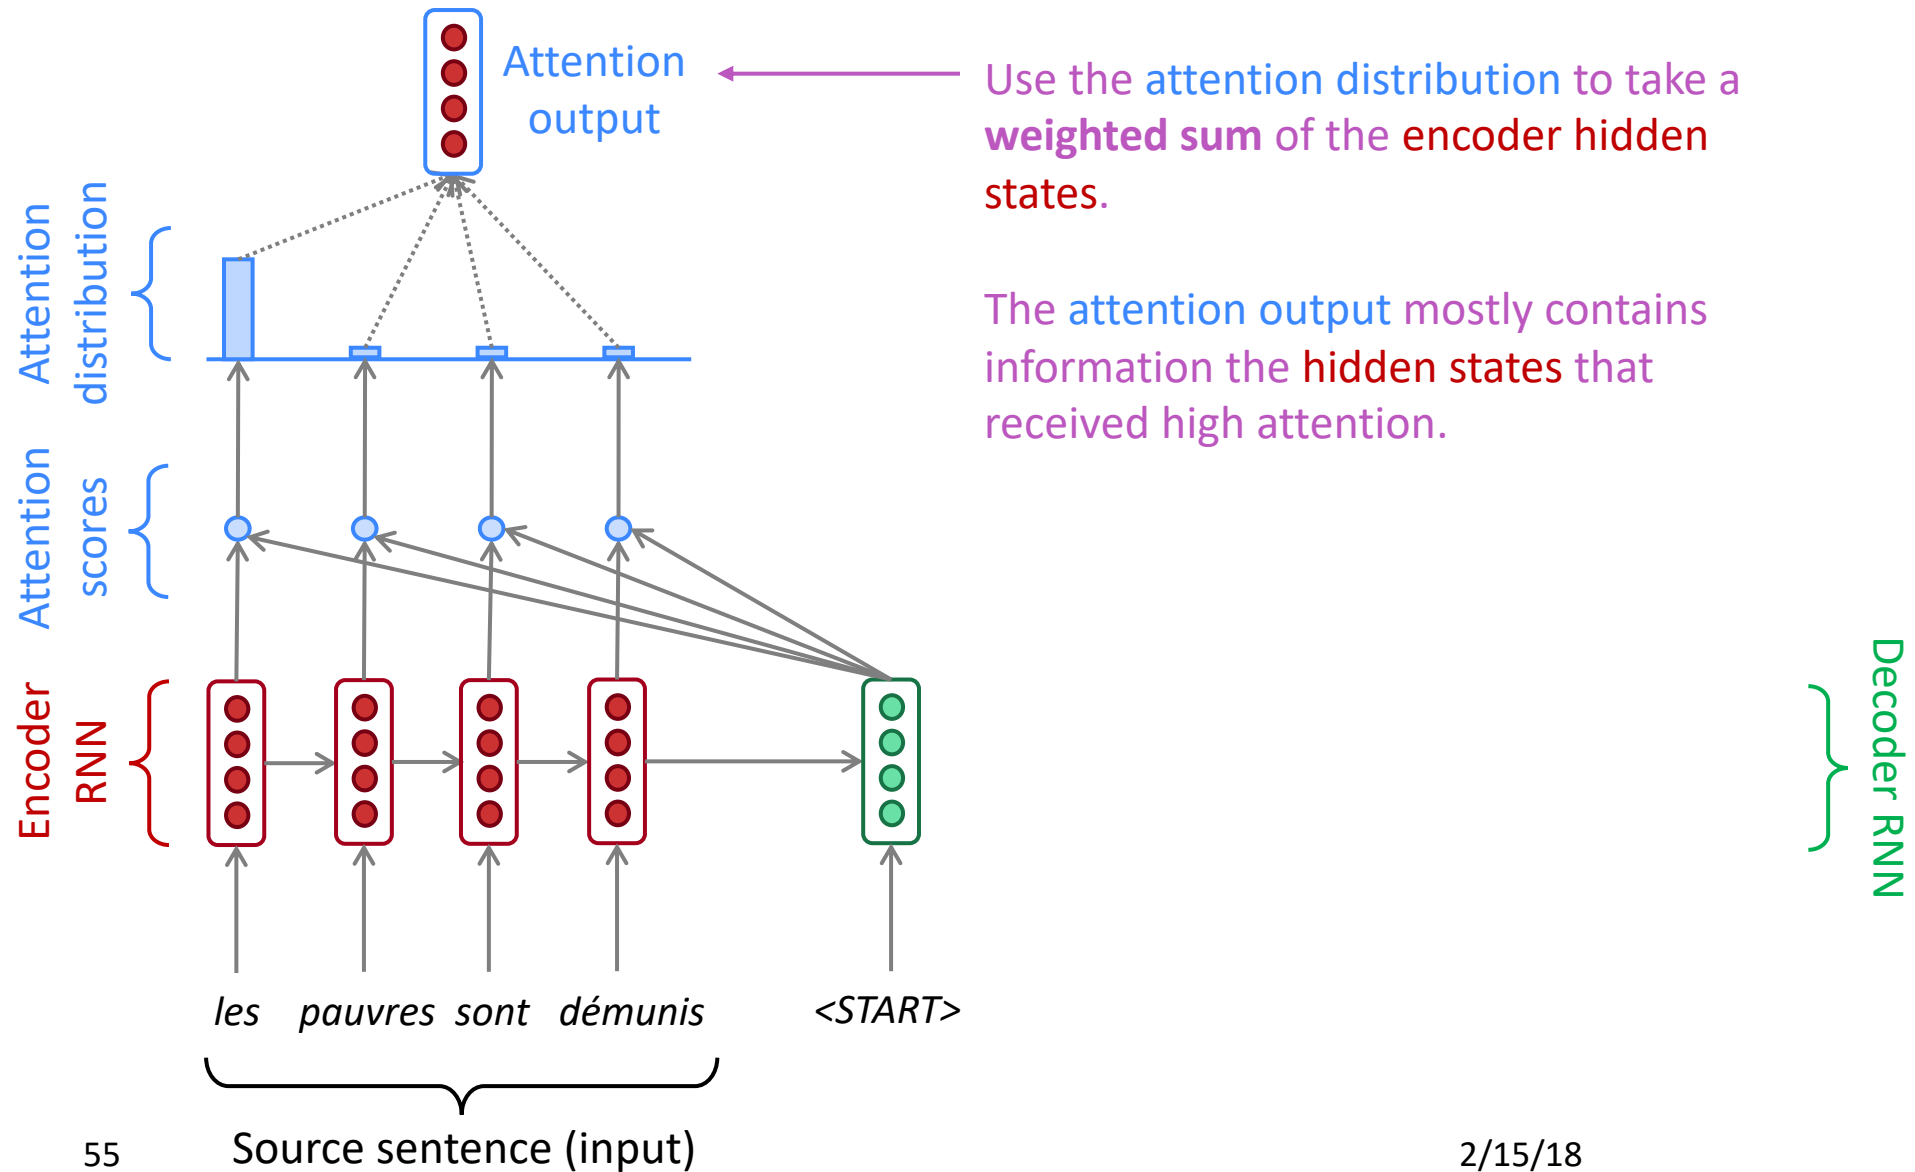 Attention
output
Use the attention distribution to take a
weighted sum of the encoder hidden
states.
The attention output mostly contains
information the hidden states that
received high attention.
Attention
distribution
Attention
scores
Encoder
RNN
Decoder RNN
les pauvres sont démunis <START>
Source sentence (input)
55
2/15/18